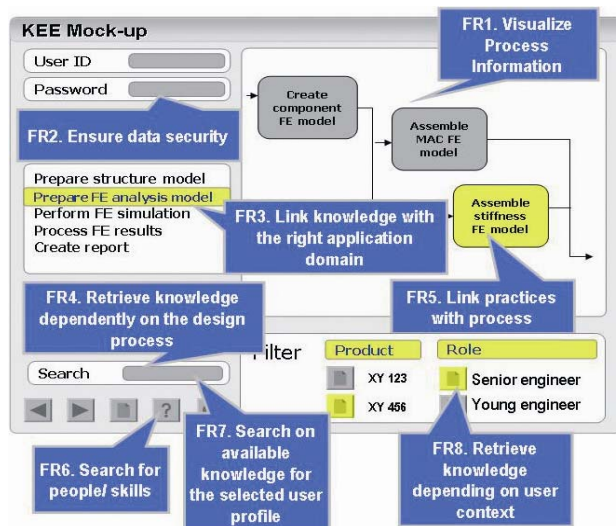 KEE Mock-up
User ID
Password
FR2. Ensure data security
Prepare structure model
Prepare FE analysis model
Perform FE simulation
Process FE results
Create report
FR1. Visualize
Process
Information
Create
component
FE model
Assemble
MAC FE
model
Assemble
stiffness
FE model
FR3. Link knowledge with
the right application
domain
FR4. Retrieve knowledge
dependently on the design
process
FR5. Link practices
with process
Search
Filter
Product
XY 123
XY 456
Role
Senior engineer
Young engineer
?
FR6. Search for
people/ skills
FR7. Search on
available
knowledge for
the selected user
profile
FR8. Retrieve
knowledge
depending on user
context